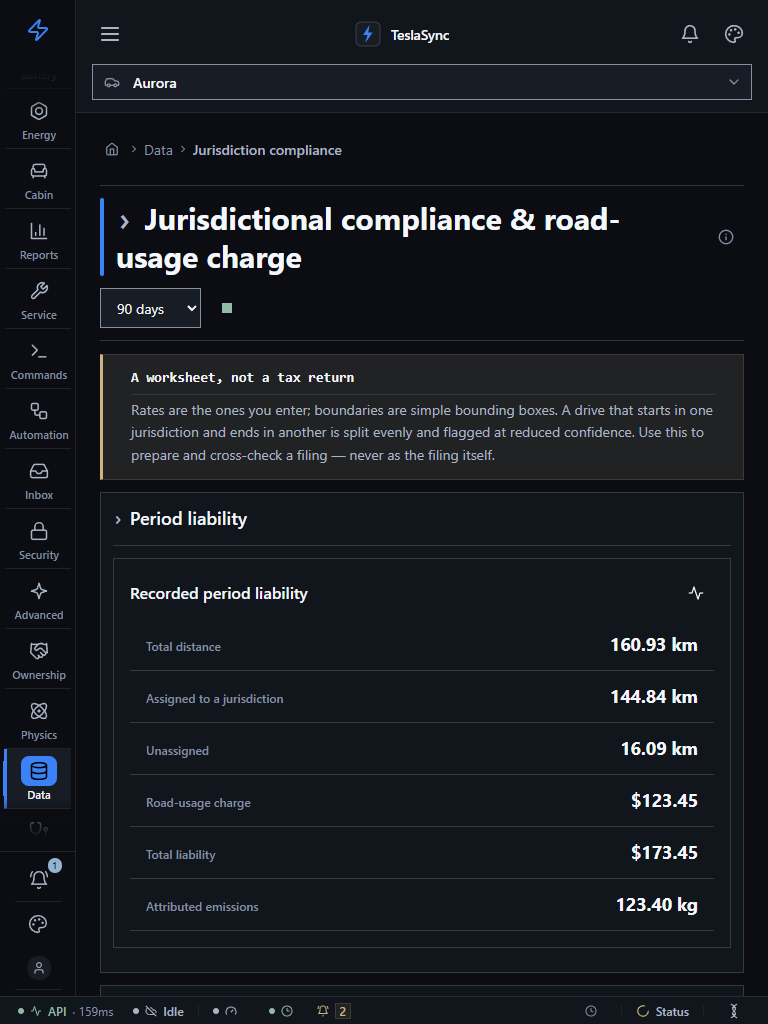 TeslaSync
Aurora
Battery
Energy
Cabin
Reports
Service
Commands
Automation
Inbox
Security
Advanced
Ownership
Physics
Data
1
Data
Jurisdiction compliance
Jurisdictional compliance & road-
usage charge
90 days
A worksheet, not a tax return
Rates are the ones you enter; boundaries are simple bounding boxes. A drive that starts in one
jurisdiction and ends in another is split evenly and flagged at reduced confidence. Use this to
prepare and cross-check a filing — never as the filing itself.
Period liability
Recorded period liability
Total distance 160.93 km
Assigned to a jurisdiction 144.84 km
Unassigned 16.09 km
Road-usage charge $123.45
Total liability $173.45
Attributed emissions 123.40 kg
API · 159ms Idle 2 Status